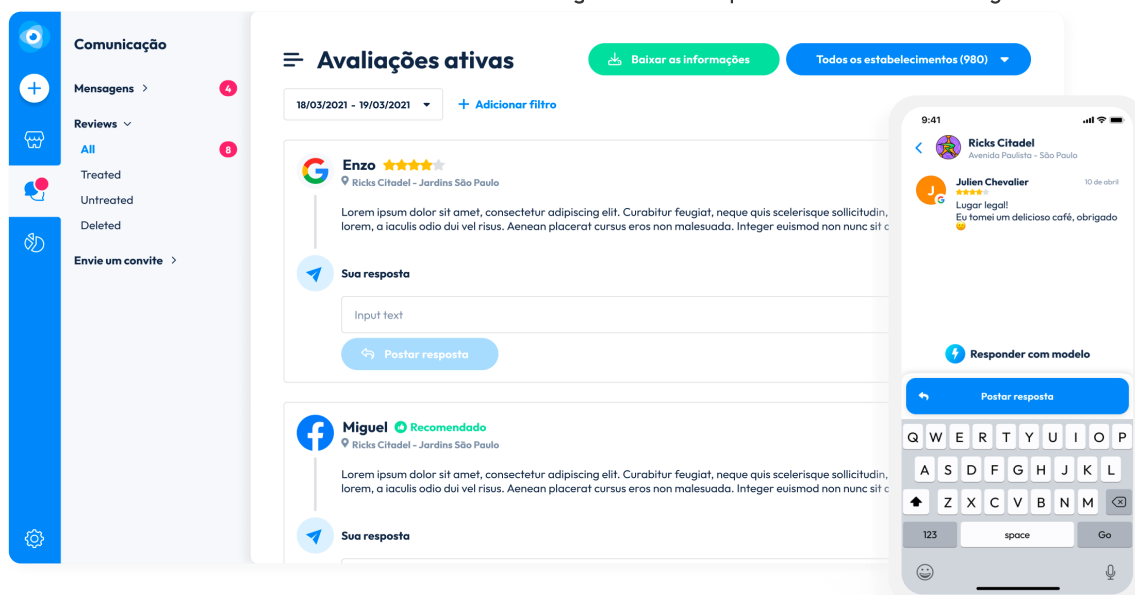 Comunicação
Mensagens
4
Reviews
All
8
Treated
Untreated
Deleted
Envie um convite
Avaliações ativas
Baixar as informações
Todos os estabelecimentos (980)
18/03/2021 - 19/03/2021
+ Adicionar filtro
Enzo
Ricks Citadel - Jardins São Paulo
Lorem ipsum dolor sit amet, consectetur adipiscing elit. Curabitur feugiat, neque quis scelerisque sollicitudin,
lorem, a iaculis odio dui vel risus. Aenean placerat cursus eros non malesuada. Integer euismod non nunc sit
Sua resposta
Input text
Postar resposta
Miguel Recomendado
Ricks Citadel - Jardins São Paulo
Lorem ipsum dolor sit amet, consectetur adipiscing elit. Curabitur feugiat, neque quis scelerisque sollicitudin,
lorem, a iaculis odio dui vel risus. Aenean placerat cursus eros non malesuada. Integer euismod non nunc sit
Sua resposta
9:41
Ricks Citadel
Avenida Paulista - São Paulo
J
G
Julien Chevalier
10 de abril
Lugar legal!
Eu tomei um delicioso café, obrigado
Responder com modelo
Postar resposta
Q W E R T Y U I O P
A S D F G H J K L
Z X C V B N M
123 space Go